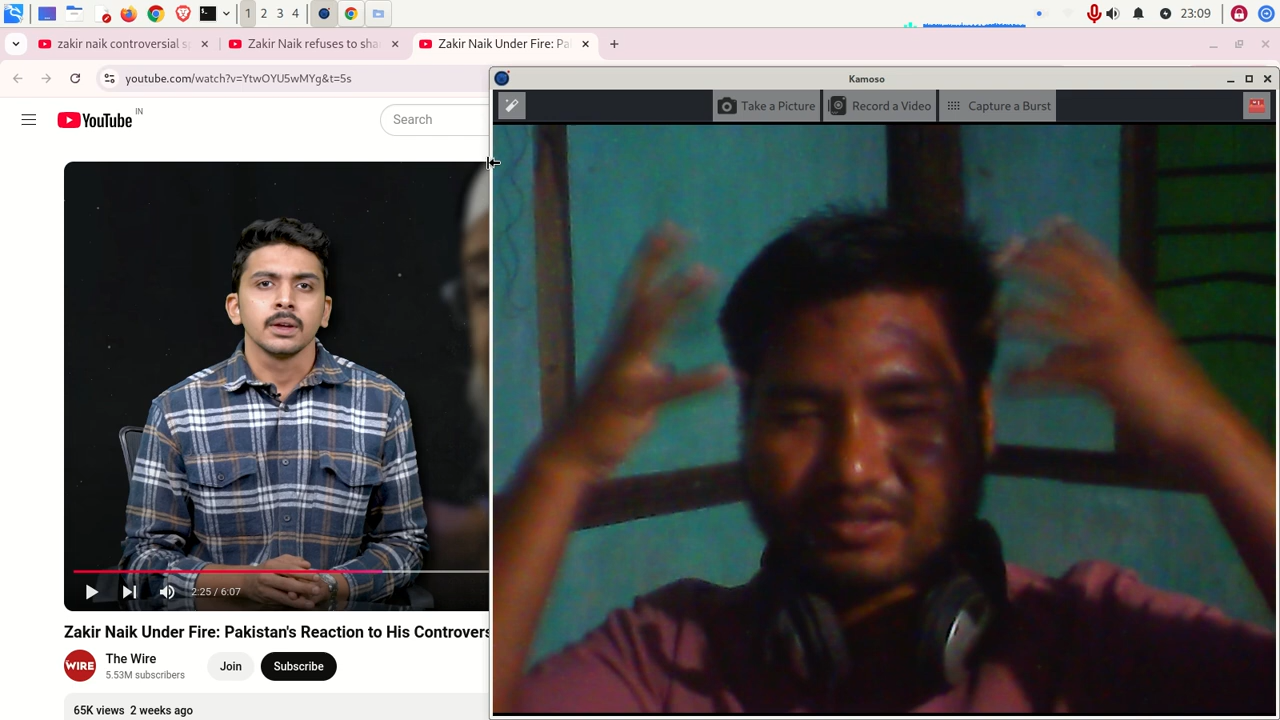 1 2 3 4
23:09
zakir naik controversial s
Zakir Naik refuses to sha
Zakir Naik Under Fire: Pa
youtube.com/watch?v=YtwOYU5wMYg&t=5s
Kamoso
YouTube IN
Search
Take a Picture
Record a Video
Capture a Burst
2:25 / 6:07
Zakir Naik Under Fire: Pakistan's Reaction to His Controvers
WIRE
The Wire
5.53M subscribers
Join
Subscribe
65K views 2 weeks ago